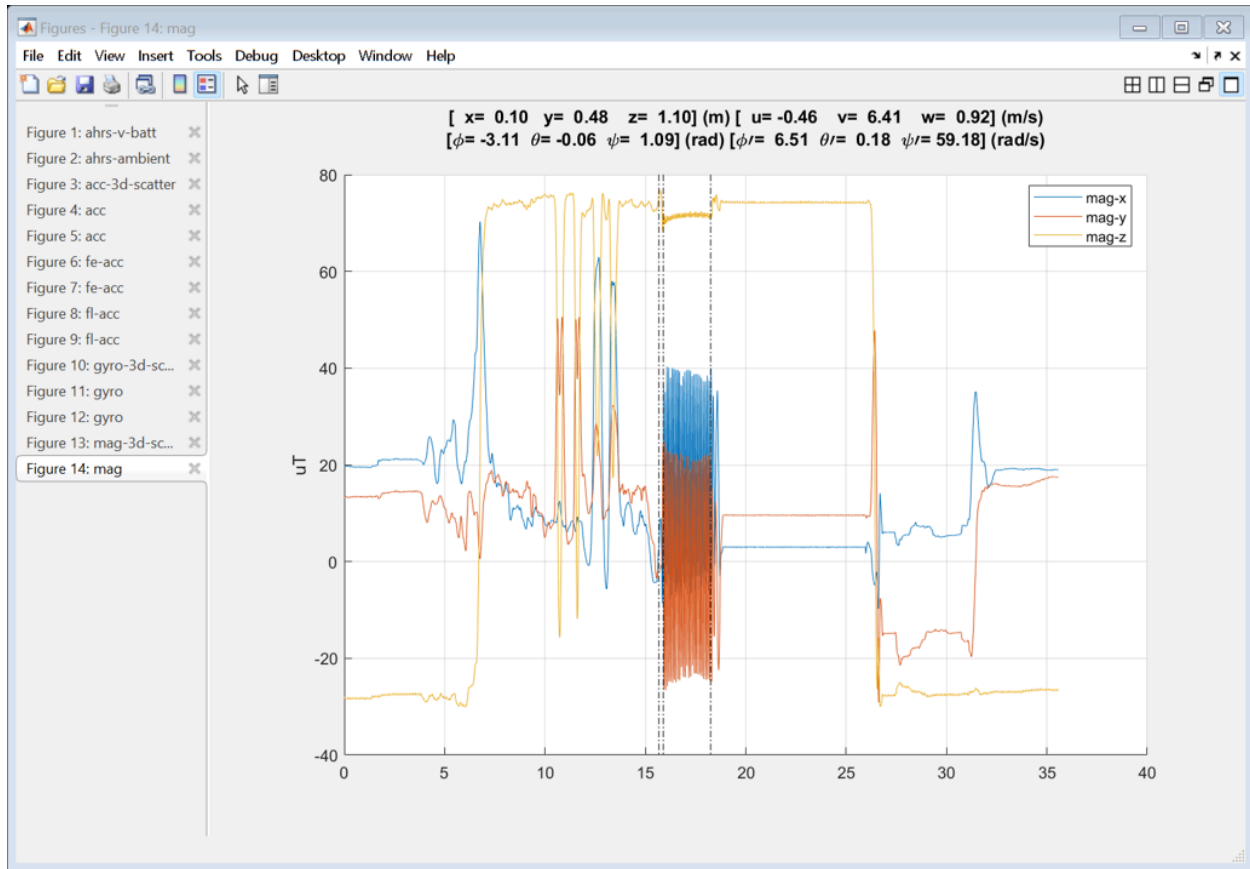 Figures - Figure 14: mag
File Edit View Insert Tools Debug Desktop Window Help
Figure 1: ahrs-v-batt
Figure 2: ahrs-ambient
Figure 3: acc-3d-scatter
Figure 4: acc
Figure 5: acc
Figure 6: fe-acc
Figure 7: fe-acc
Figure 8: fl-acc
Figure 9: fl-acc
Figure 10: gyro-3d-sc...
Figure 11: gyro
Figure 12: gyro
Figure 13: mag-3d-sc...
Figure 14: mag
[ x= 0.10 y= 0.48 z= 1.10] (m) [ u= -0.46 v= 6.41 w= 0.92] (m/s)
[ϕ= -3.11 θ= -0.06 ψ= 1.09] (rad) [ϕ′= 6.51 θ′= 0.18 ψ′= 59.18] (rad/s)
80
60
40
20
0
-20
-40
uT
mag-x
mag-y
mag-z
0 5 10 15 20 25 30 35 40